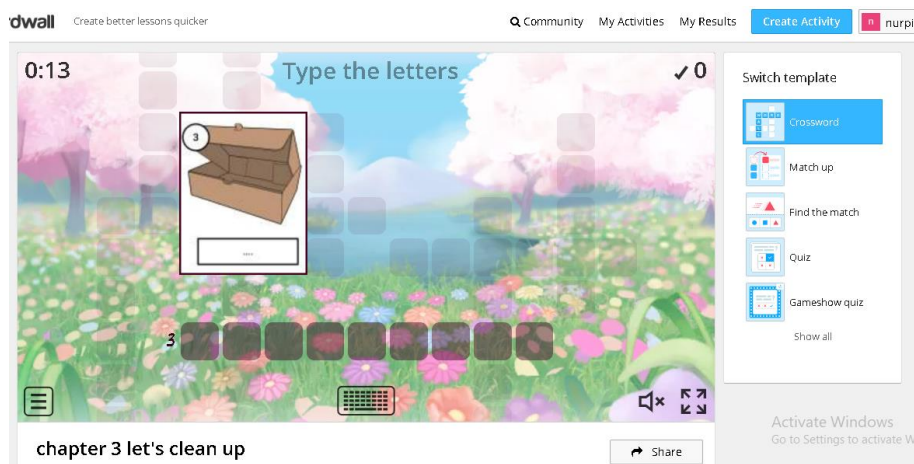 rdwall
Create better lessons quicker
Community
My Activities
My Results
Create Activity
n
nurpi
0:13
Type the letters
0
3
3
Switch template
Crossword
Match up
Find the match
Quiz
Gameshow quiz
Show all
chapter 3 let's clean up
Share
Activate Windows
Go to Settings to activate W